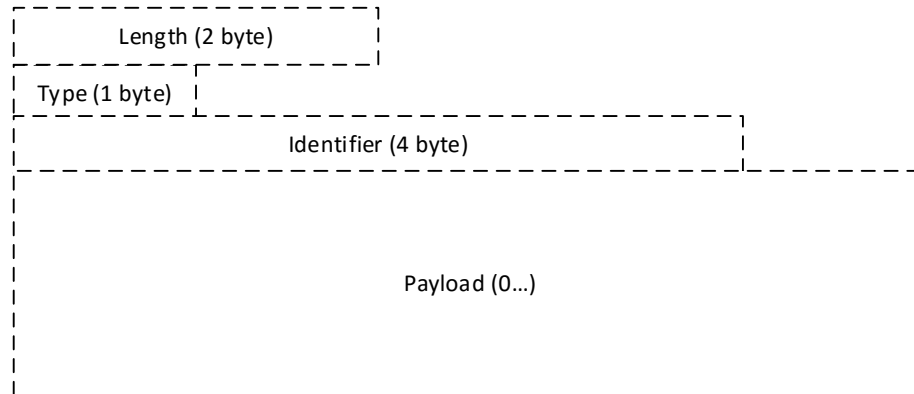 Length (2 byte)
Type (1 byte)
Identifier (4 byte)
Payload (0...)